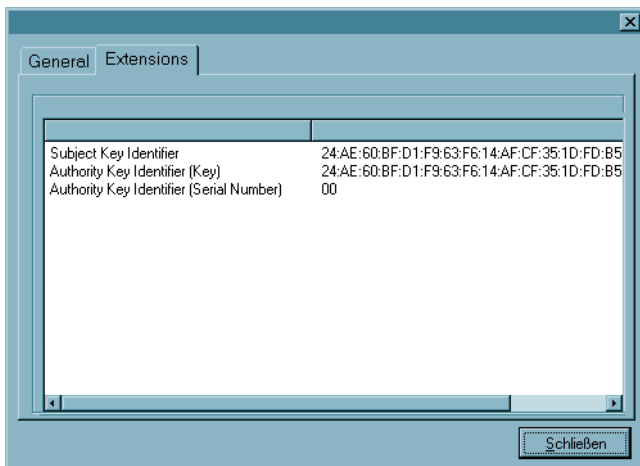 General Extensions
Subject Key Identifier 24:AE:60:BF:D1:F9:63:F6:14:AF:CF:35:1D:FD:B5
Authority Key Identifier (Key) 24:AE:60:BF:D1:F9:63:F6:14:AF:CF:35:1D:FD:B5
Authority Key Identifier (Serial Number) 00
Schließen